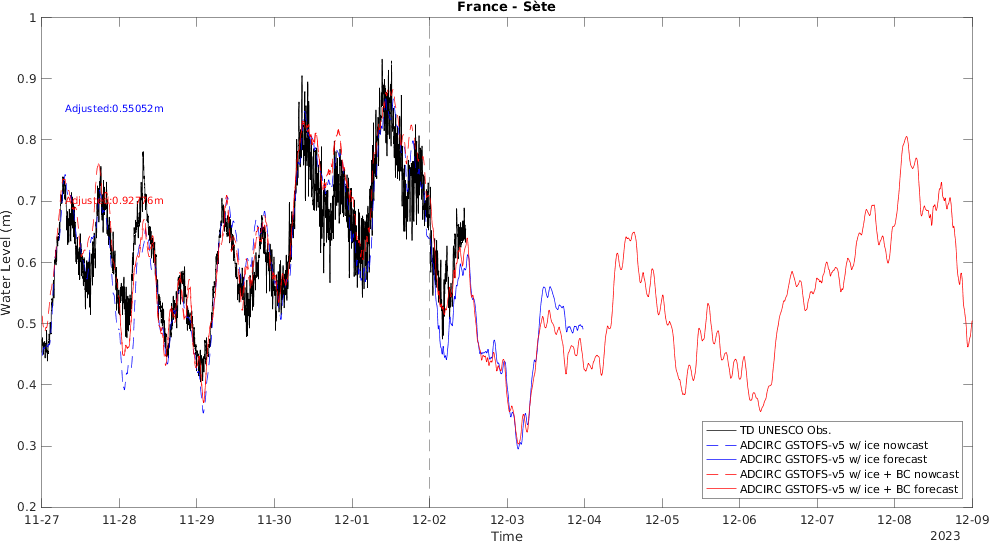 France - Sète
Water Level (m)
1
0.9
0.8
0.7
0.6
0.5
0.4
0.3
0.2
Adjusted:0.55052m
TD UNESCO Obs.
ADCIRC GSTOFS-v5 w/ ice nowcast
ADCIRC GSTOFS-v5 w/ ice forecast
ADCIRC GSTOFS-v5 w/ ice + BC nowcast
ADCIRC GSTOFS-v5 w/ ice + BC forecast
11-27 11-28 11-29 11-30 12-01 12-02 12-03 12-04 12-05 12-06 12-07 12-08 12-09
Time
2023